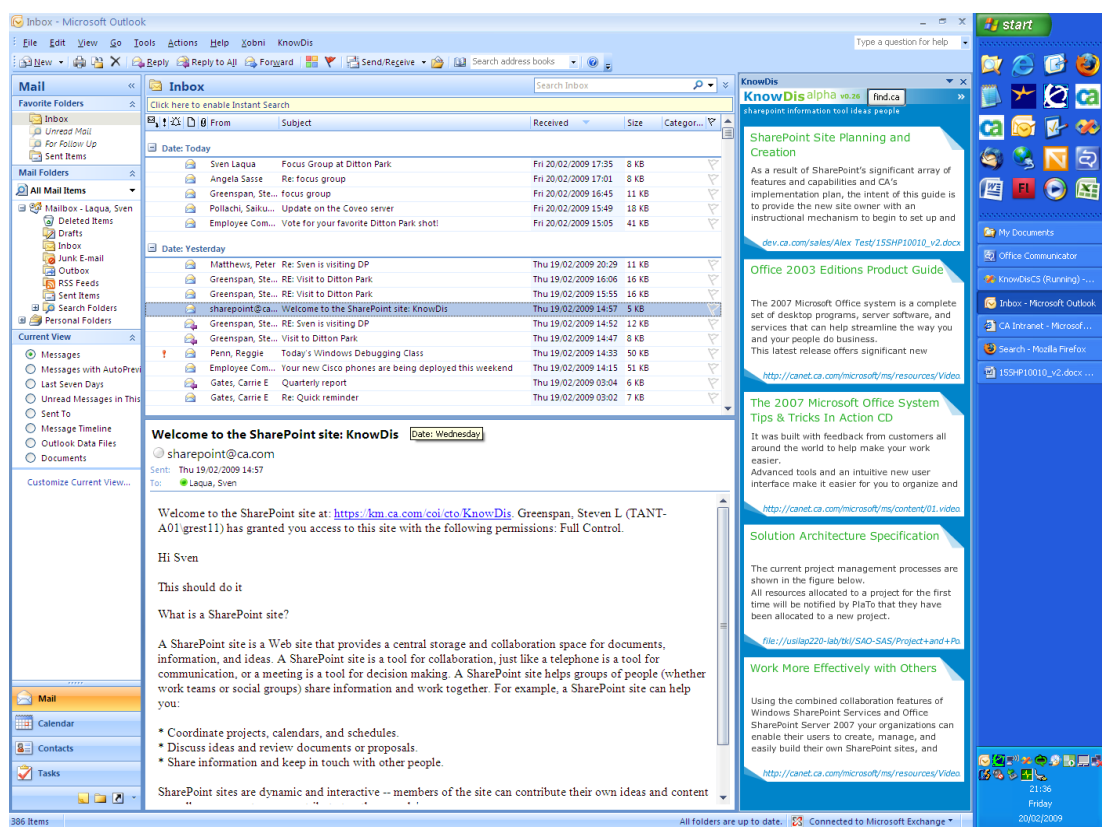 Inbox - Microsoft Outlook
File Edit View Go Tools Actions Help Xobni KnowDis
Type a question for help
New Reply Reply to All Forward Send/Receive Search address books
Mail
Favorite Folders
Inbox
Unread Mail
For Follow Up
Sent Items
Mail Folders
All Mail Items
Mailbox - Laqua, Sven
Deleted Items
Drafts
Inbox
Junk E-mail
Outbox
RSS Feeds
Sent Items
Search Folders
Personal Folders
Current View
Messages
Messages with AutoPrevi
Last Seven Days
Unread Messages in This
Sent To
Message Timeline
Outlook Data Files
Documents
Customize Current View...
Mail
Calendar
Contacts
Tasks
386 Items
Inbox
Search Inbox
Click here to enable Instant Search
From Subject Received Size Categor...
Date: Today
Sven Laqua Focus Group at Ditton Park Fri 20/02/2009 17:35 8 KB
Angela Sasse Re: focus group Fri 20/02/2009 17:01 8 KB
Greenspan, Ste... focus group Fri 20/02/2009 16:45 11 KB
Pollachi, Saiku... Update on the Coveo server Fri 20/02/2009 15:49 18 KB
Employee Com... Vote for your favorite Ditton Park shot! Fri 20/02/2009 15:05 41 KB
Date: Yesterday
Matthews, Peter Re: Sven is visiting DP Thu 19/02/2009 20:29 11 KB
Greenspan, Ste... RE: Visit to Ditton Park Thu 19/02/2009 16:06 16 KB
Greenspan, Ste... RE: Visit to Ditton Park Thu 19/02/2009 15:55 16 KB
sharepoint@ca... Welcome to the SharePoint site: KnowDis Thu 19/02/2009 14:57 5 KB
Greenspan, Ste... RE: Sven is visiting DP Thu 19/02/2009 14:52 12 KB
Greenspan, Ste... Visit to Ditton Park Thu 19/02/2009 14:47 8 KB
Penn, Reggie Today's Windows Debugging Class Thu 19/02/2009 14:33 50 KB
Employee Com... Your new Cisco phones are being deployed this weekend Thu 19/02/2009 14:15 51 KB
Gates, Carrie E Quarterly report Thu 19/02/2009 03:04 6 KB
Gates, Carrie E Re: Quick reminder Thu 19/02/2009 03:02 7 KB
Welcome to the SharePoint site: KnowDis
Date: Wednesday
sharepoint@ca.com
Sent: Thu 19/02/2009 14:57
To: Laqua, Sven
Welcome to the SharePoint site at: https://km.ca.com/coi/cto/KnowDis. Greenspan, Steven L (TANT-
A01\grest11) has granted you access to this site with the following permissions: Full Control.
Hi Sven
This should do it
What is a SharePoint site?
A SharePoint site is a Web site that provides a central storage and collaboration space for documents,
information, and ideas. A SharePoint site is a tool for collaboration, just like a telephone is a tool for
communication, or a meeting is a tool for decision making. A SharePoint site helps groups of people (whether
work teams or social groups) share information and work together. For example, a SharePoint site can help
you:
* Coordinate projects, calendars, and schedules.
* Discuss ideas and review documents or proposals.
* Share information and keep in touch with other people.
SharePoint sites are dynamic and interactive -- members of the site can contribute their own ideas and content
All folders are up to date. Connected to Microsoft Exchange
KnowDis
KnowDis alpha v0.26 find.ca
sharepoint information tool ideas people
SharePoint Site Planning and
Creation
As a result of SharePoint's significant array of
features and capabilities and CA's
implementation plan, the intent of this guide is
to provide the new site owner with an
instructional mechanism to begin to set up and
dev.ca.com/sales/Alex Test/15SHP10010_v2.docx
Office 2003 Editions Product Guide
The 2007 Microsoft Office system is a complete
set of desktop programs, server software, and
services that can help streamline the way you
and your people do business.
This latest release offers significant new
http://canet.ca.com/microsoft/ms/resources/Video.
The 2007 Microsoft Office System
Tips & Tricks In Action CD
It was built with feedback from customers all
around the world to help make your work
easier.
Advanced tools and an intuitive new user
interface make it easier for you to organize and
http://canet.ca.com/microsoft/ms/content/01.video.
Solution Architecture Specification
The current project management processes are
shown in the figure below.
All resources allocated to a project for the first
time will be notified by PlaTo that they have
been allocated to a new project.
file://usilap220-lab/tkl/SAO-SAS/Project+and+Po
Work More Effectively with Others
Using the combined collaboration features of
Windows SharePoint Services and Office
SharePoint Server 2007 your organizations can
enable their users to create, manage, and
easily build their own SharePoint sites, and
http://canet.ca.com/microsoft/ms/resources/Video.
start
ca
ca
FL
My Documents
Office Communicator
KnowDisCS (Running) -...
Inbox - Microsoft Outlook
CA Intranet - Microsof...
Search - Mozilla Firefox
15SHP10010_v2.docx ...
21:36
Friday
20/02/2009